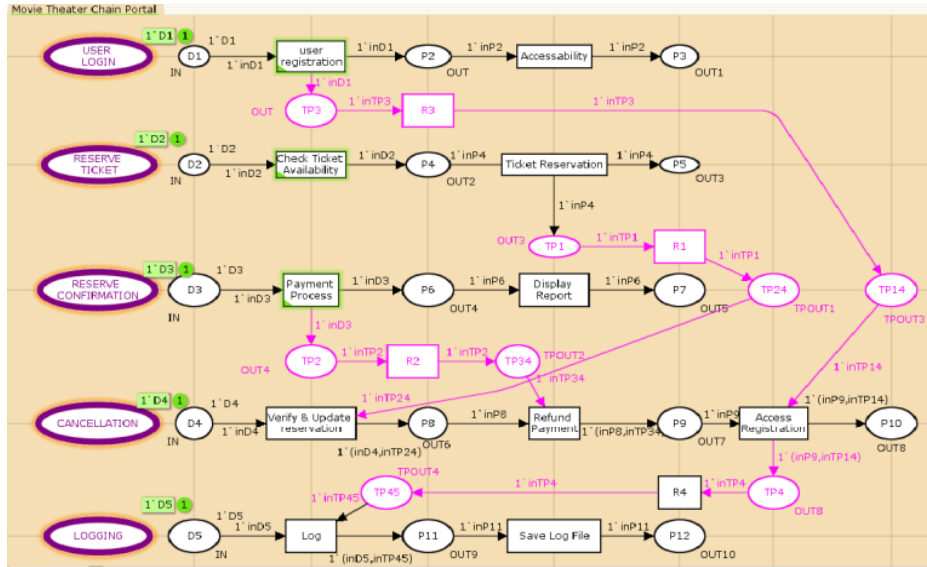 Movie Theater Chain Portal
1`D1 1
USER
LOGIN
D1
1`D1
1`inD1
IN
user
registration
1`inD1
P2
OUT
1`inP2
Accessability
1`inP2
P3
OUT1
1`inD1
OUT
TP3
1`inTP3
R3
1`inTP3
1`D2 1
RESERVE
TICKET
D2
1`D2
1`inD2
IN
Check Ticket
Availability
1`inD2
P4
OUT2
1`inP4
Ticket Reservation
1`inP4
P5
OUT3
1`inP4
OUT3
TP1
1`inTP1
R1
1`inTP1
1`D3 1
RESERVE
CONFIRMATION
D3
1`D3
1`inD3
IN
Payment
Process
1`inD3
P6
OUT4
1`inP6
Display
Report
1`inP6
P7
OUT5
TP24
TPOUT1
TP14
TPOUT3
1`inD3
OUT4
TP2
1`inTP2
R2
1`inTP2
TP34
TPOUT2
1`inTP34
1`inTP24
1`inTP14
1`D4 1
CANCELLATION
D4
1`D4
1`inD4
IN
Verify & Update
reservation
1`(inD4,inTP24)
P8
OUT6
1`inP8
Refund
Payment
1`(inP8,inTP34)
P9
OUT7
1`inP9
Access
Registration
1`(inP9,inTP14)
P10
OUT8
1`(inP9,inTP14)
TPOUT4
TP45
1`inTP45
1`inTP4
R4
1`inTP4
TP4
OUT8
1`D5 1
LOGGING
D5
1`D5
1`inD5
IN
Log
1`(inD5,inTP45)
P11
OUT9
1`inP11
Save Log File
1`inP11
P12
OUT10